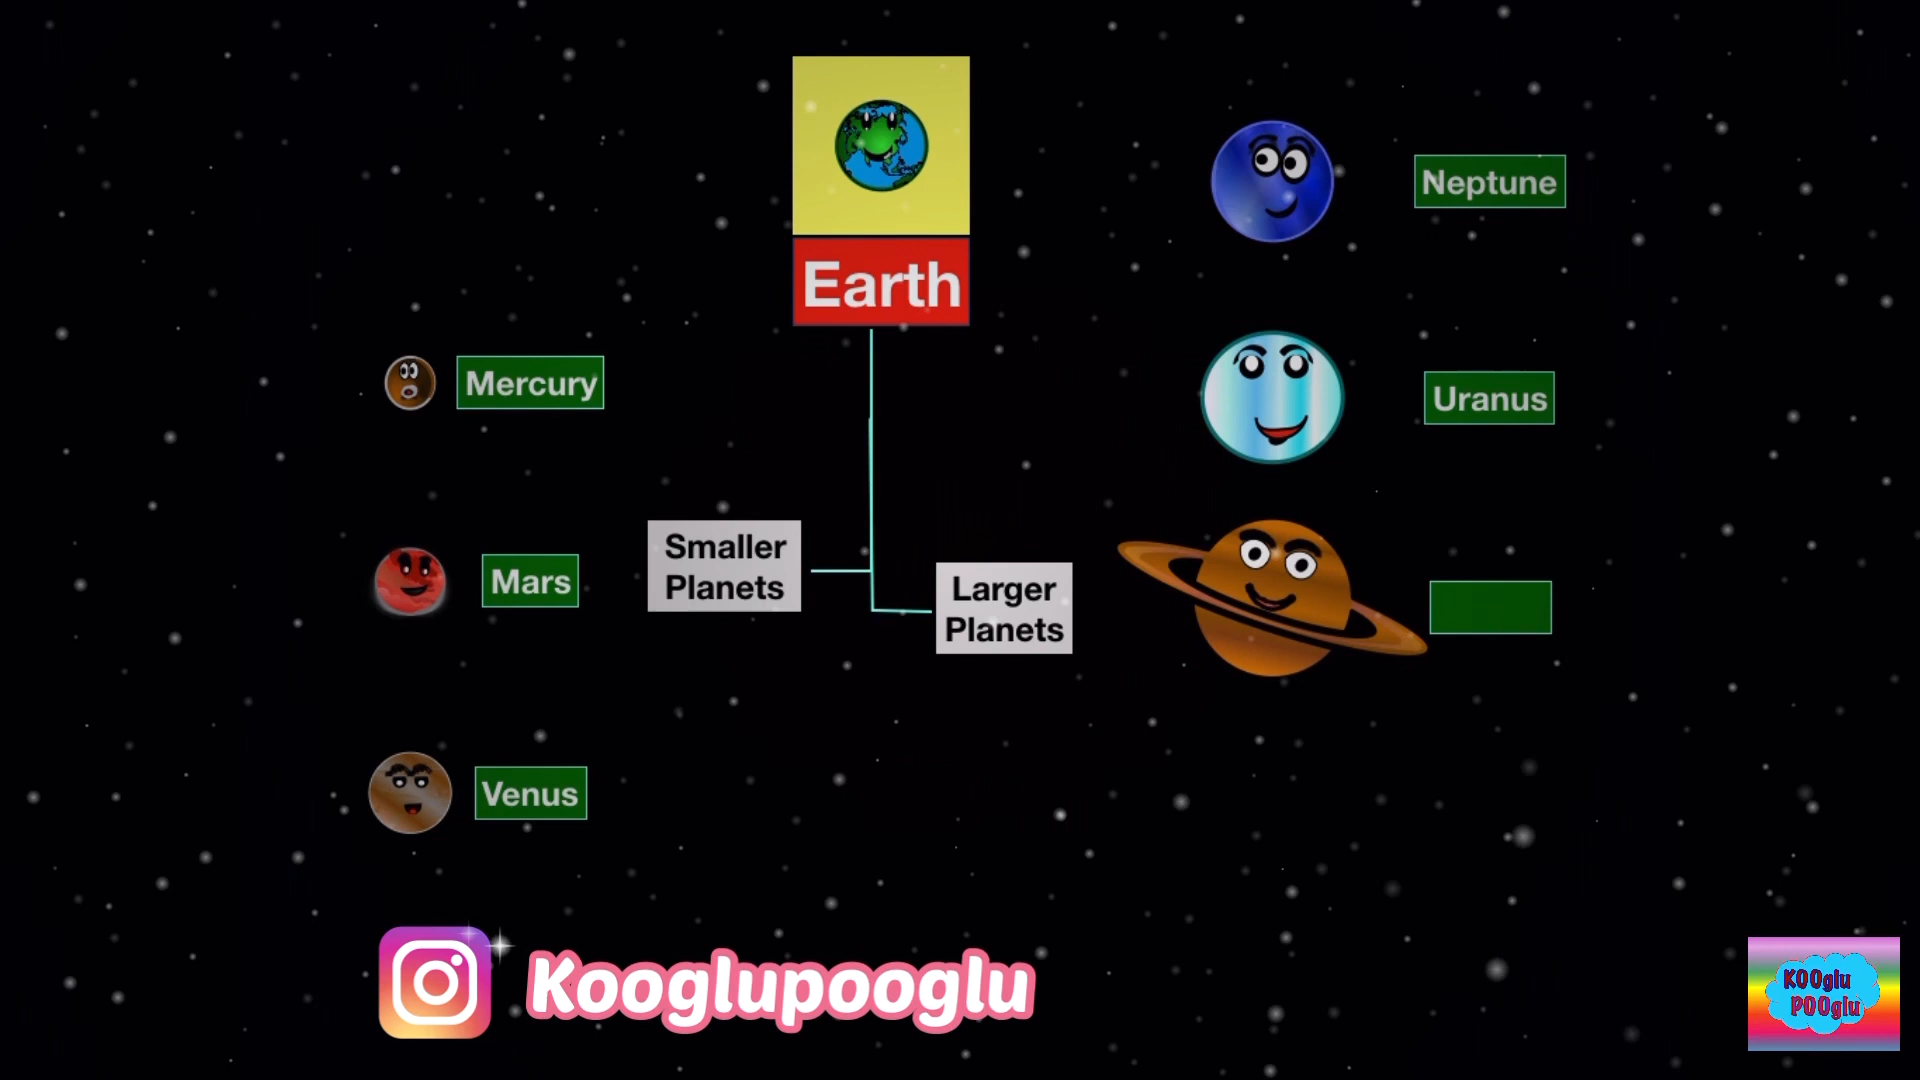 Earth
Neptune
Mercury
Uranus
Smaller
Planets
Larger
Planets
Mars
Venus
Kooglupooglu
KOOglu
POOglu